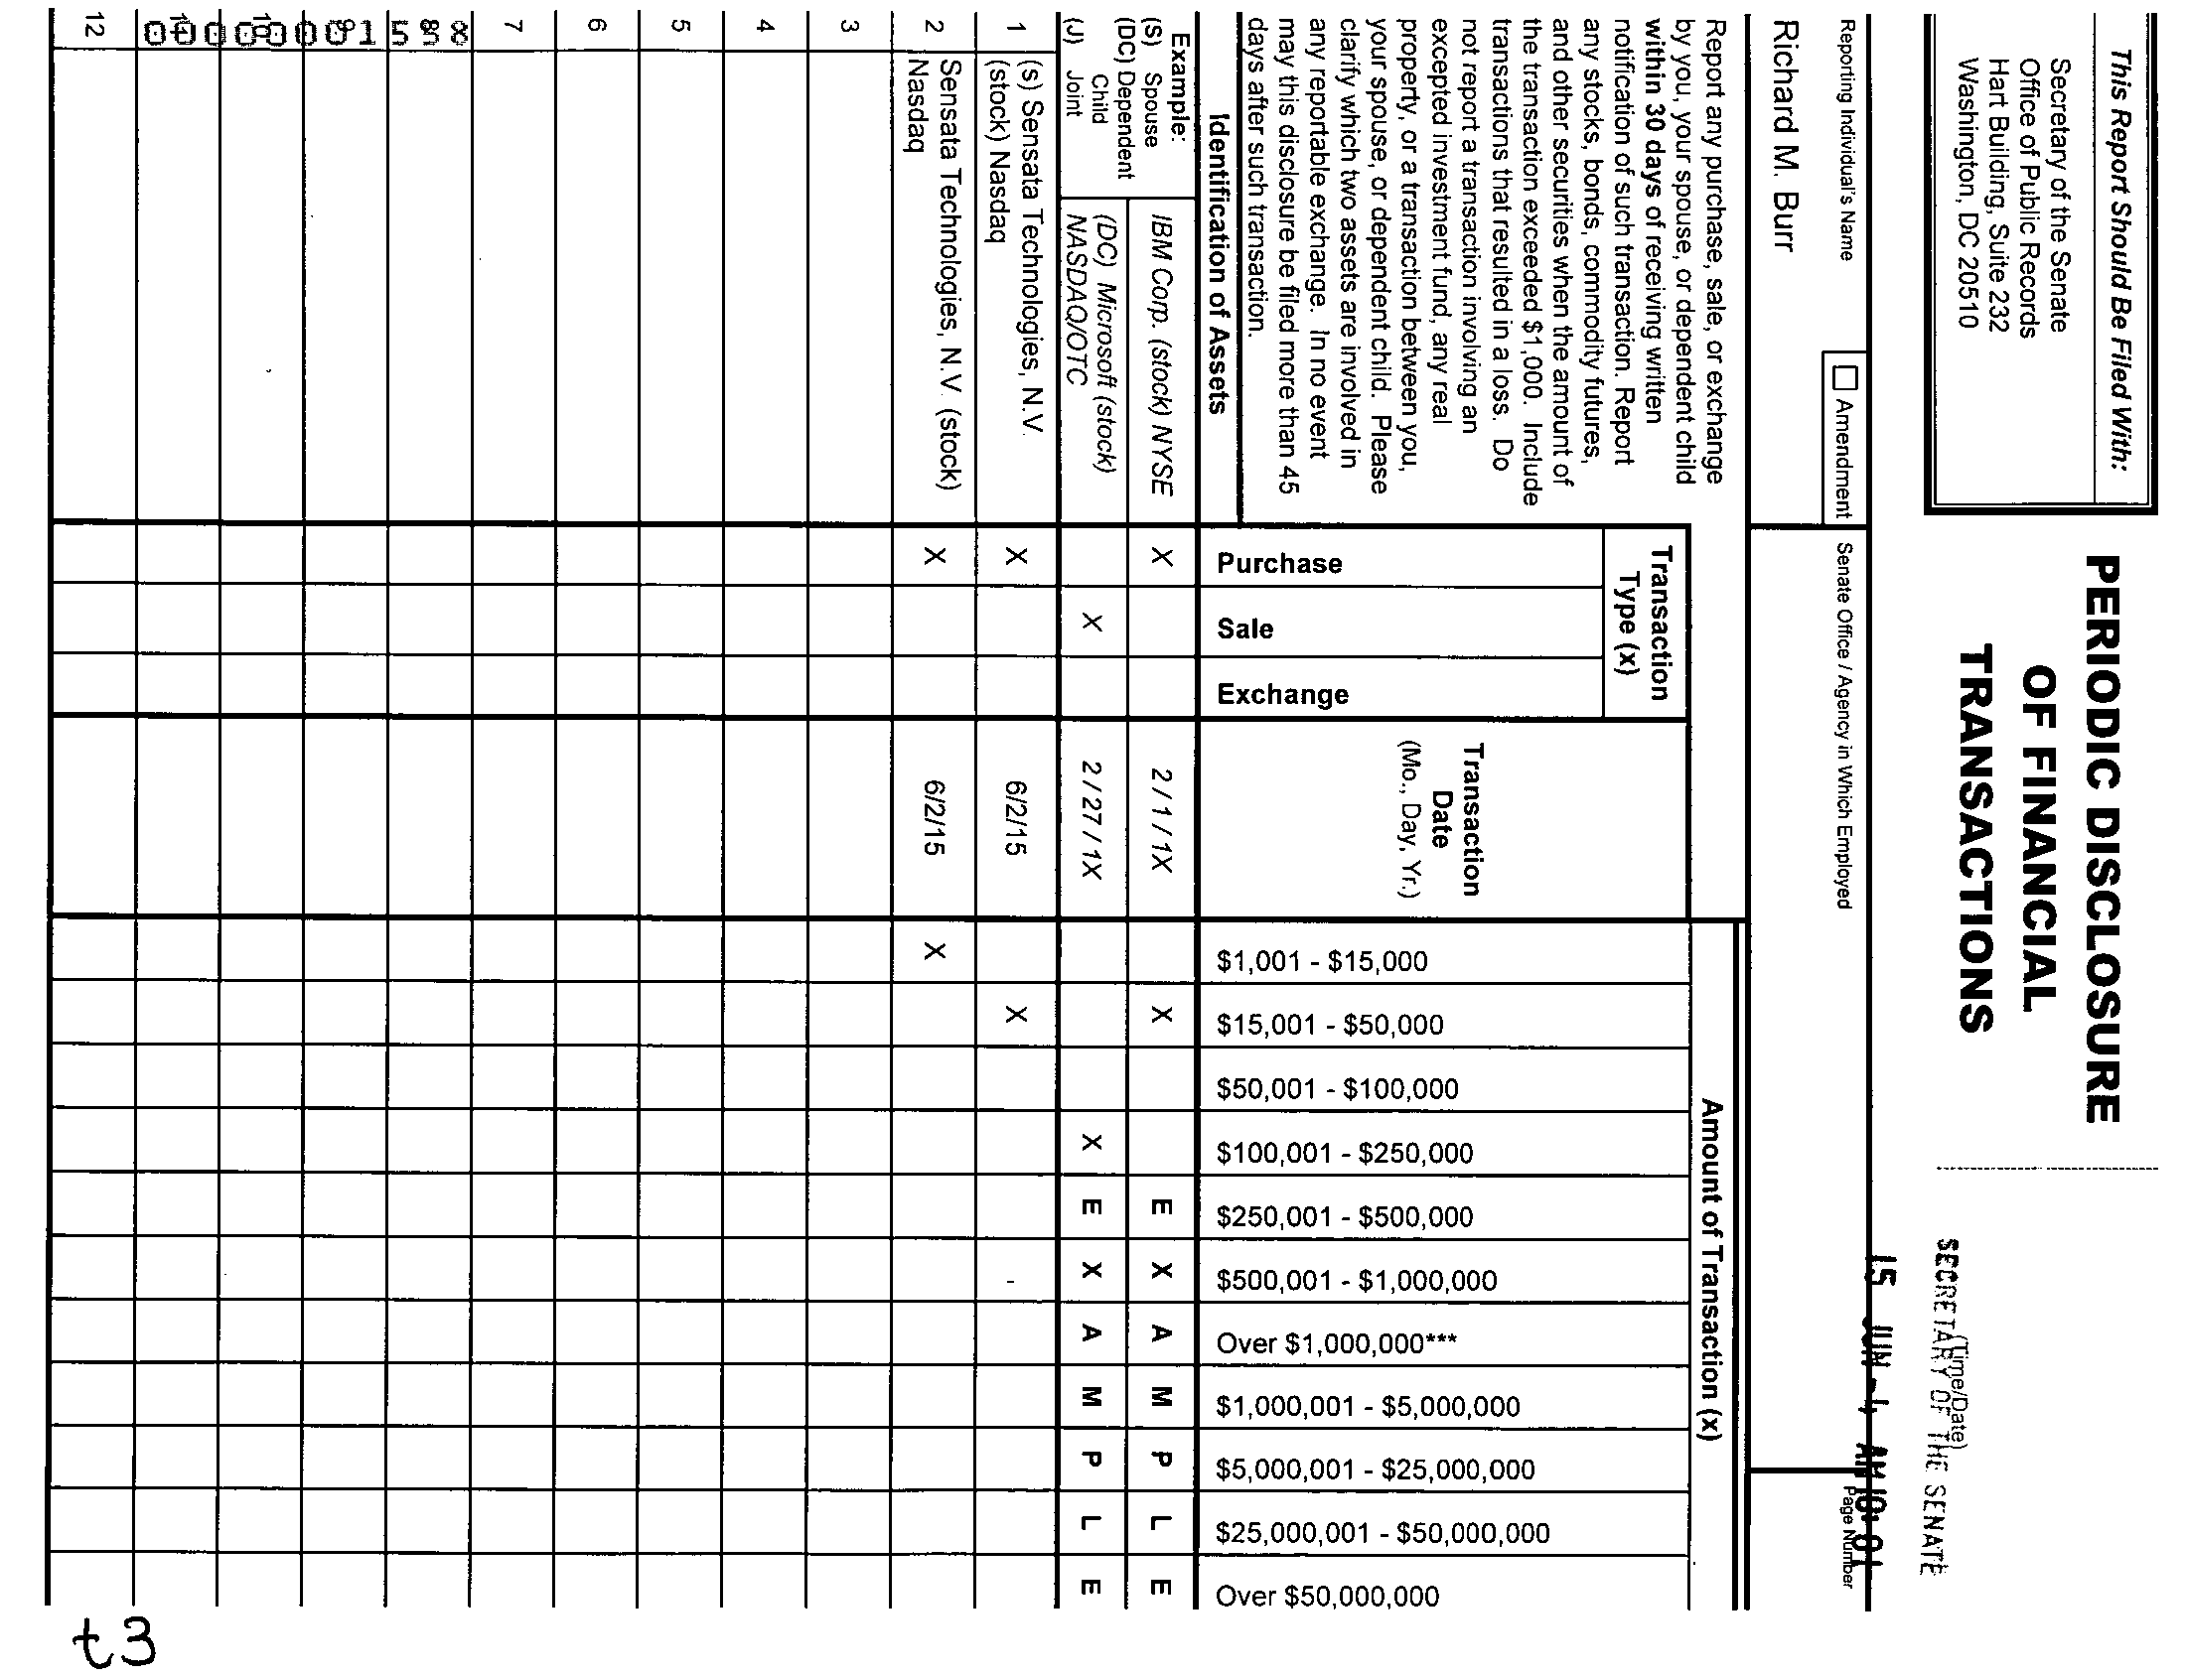 This Report Should Be Filed With:
Secretary of the Senate
Office of Public Records
Hart Building, Suite 232
Washington, DC 20510
PERIODIC DISCLOSURE
OF FINANCIAL
TRANSACTIONS
SECRETARY OF THE SENATE
(Time/Date)
15 JUN -4 AM 10:01
Reporting Individual's Name
Amendment
Senate Office / Agency in Which Employed
Page Number
Richard M. Burr
Report any purchase, sale, or exchange
by you, your spouse, or dependent child
within 30 days of receiving written
notification of such transaction. Report
any stocks, bonds, commodity futures,
and other securities when the amount of
the transaction exceeded $1,000. Include
transactions that resulted in a loss. Do
not report a transaction involving an
excepted investment fund, any real
property, or a transaction between you,
your spouse, or dependent child. Please
clarify which two assets are involved in
any reportable exchange. In no event
may this disclosure be filed more than 45
days after such transaction.
Identification of Assets
Transaction
Type (x)
Purchase
Sale
Exchange
Transaction
Date
(Mo., Day, Yr.)
Amount of Transaction (x)
$1,001 - $15,000
$15,001 - $50,000
$50,001 - $100,000
$100,001 - $250,000
$250,001 - $500,000
$500,001 - $1,000,000
Over $1,000,000***
$1,000,001 - $5,000,000
$5,000,001 - $25,000,000
$25,000,001 - $50,000,000
Over $50,000,000
Example:
(S) Spouse
(DC) Dependent
Child
(J) Joint
IBM Corp. (stock) NYSE X 2 / 1 / 1X X E X A M P L E
(DC) Microsoft (stock)
NASDAQ/OTC X 2 / 27 / 1X X E X A M P L E
1 (s) Sensata Technologies, N.V.
(stock) Nasdaq X 6/2/15 X
2 Sensata Technologies, N.V. (stock)
Nasdaq X 6/2/15 X
3
4
5
6
7
8
9
10
11
12
000000001588
t3